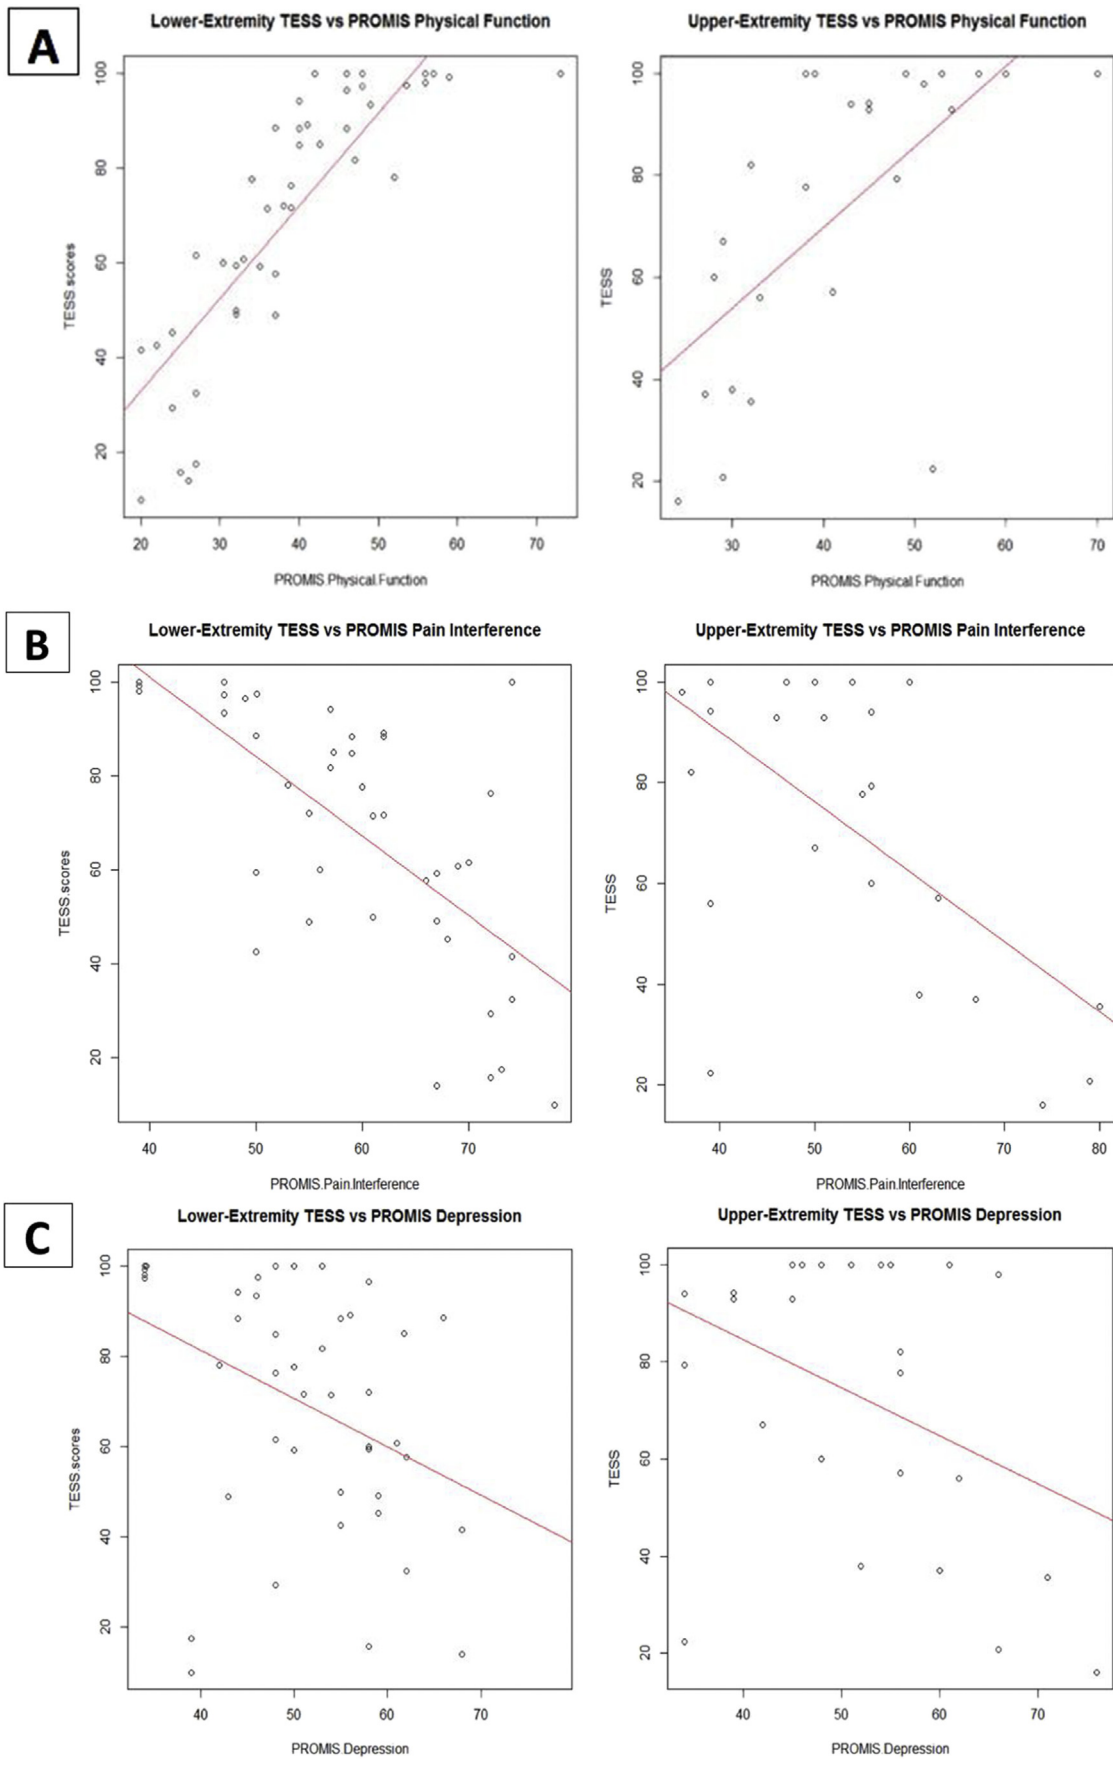 A
Lower-Extremity TESS vs PROMIS Physical Function
TESS.scores
20 40 60 80 100
20 30 40 50 60 70
PROMIS.Physical.Function
Upper-Extremity TESS vs PROMIS Physical Function
TESS
20 40 60 80 100
30 40 50 60 70
PROMIS.Physical.Function
B
Lower-Extremity TESS vs PROMIS Pain Interference
TESS.scores
20 40 60 80 100
40 50 60 70
PROMIS.Pain.Interference
Upper-Extremity TESS vs PROMIS Pain Interference
TESS
20 40 60 80 100
40 50 60 70 80
PROMIS.Pain.Interference
C
Lower-Extremity TESS vs PROMIS Depression
TESS.scores
20 40 60 80 100
40 50 60 70
PROMIS.Depression
Upper-Extremity TESS vs PROMIS Depression
TESS
20 40 60 80 100
40 50 60 70
PROMIS.Depression